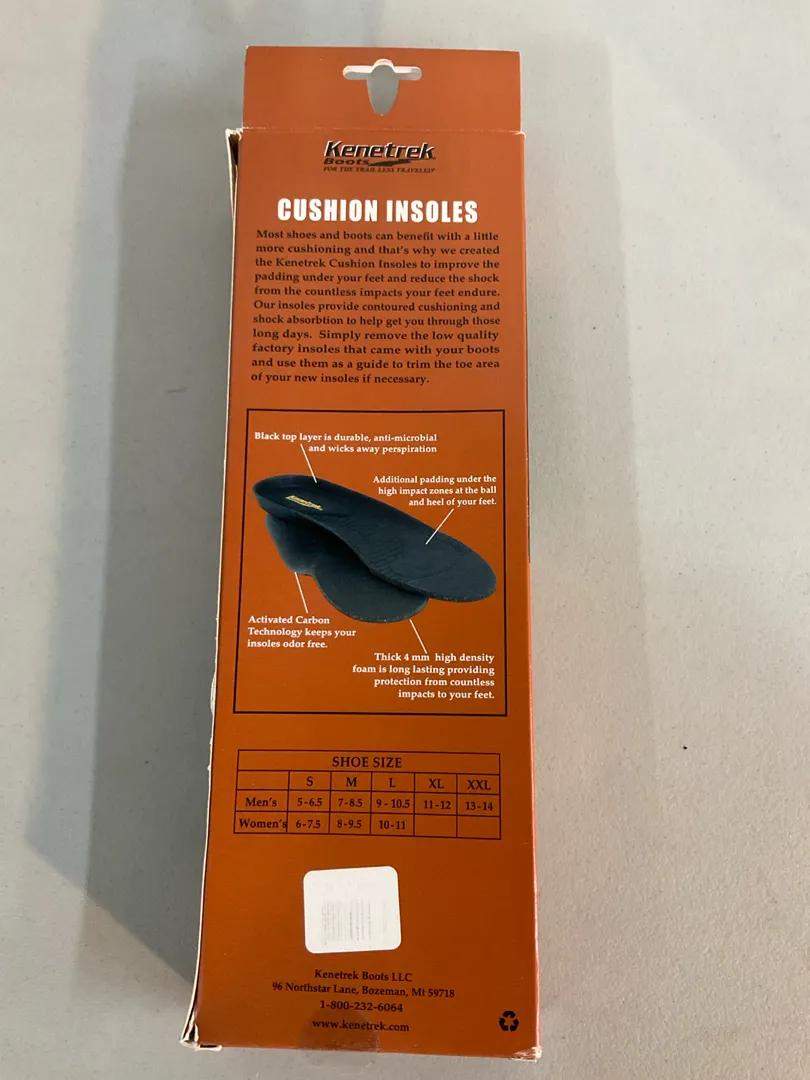 Kenetrek
Boots
FOR THE TRAIL LESS TRAVELED
CUSHION INSOLES
Most shoes and boots can benefit with a little
more cushioning and that's why we created
the Kenetrek Cushion Insoles to improve the
padding under your feet and reduce the shock
from the countless impacts your feet endure.
Our insoles provide contoured cushioning and
shock absorbtion to help get you through those
long days. Simply remove the low quality
factory insoles that came with your boots
and use them as a guide to trim the toe area
of your new insoles if necessary.
Black top layer is durable, anti-microbial
and wicks away perspiration
Additional padding under the
high impact zones at the ball
and heel of your feet.
Kenetrek
Activated Carbon
Technology keeps your
insoles odor free.
Thick 4 mm high density
foam is long lasting providing
protection from countless
impacts to your feet.
SHOE SIZE
S M L XL XXL
Men's 5-6.5 7-8.5 9 - 10.5 11-12 13-14
Women's 6-7.5 8-9.5 10-11
Kenetrek Boots LLC
96 Northstar Lane, Bozeman, Mt 59718
1-800-232-6064
www.kenetrek.com